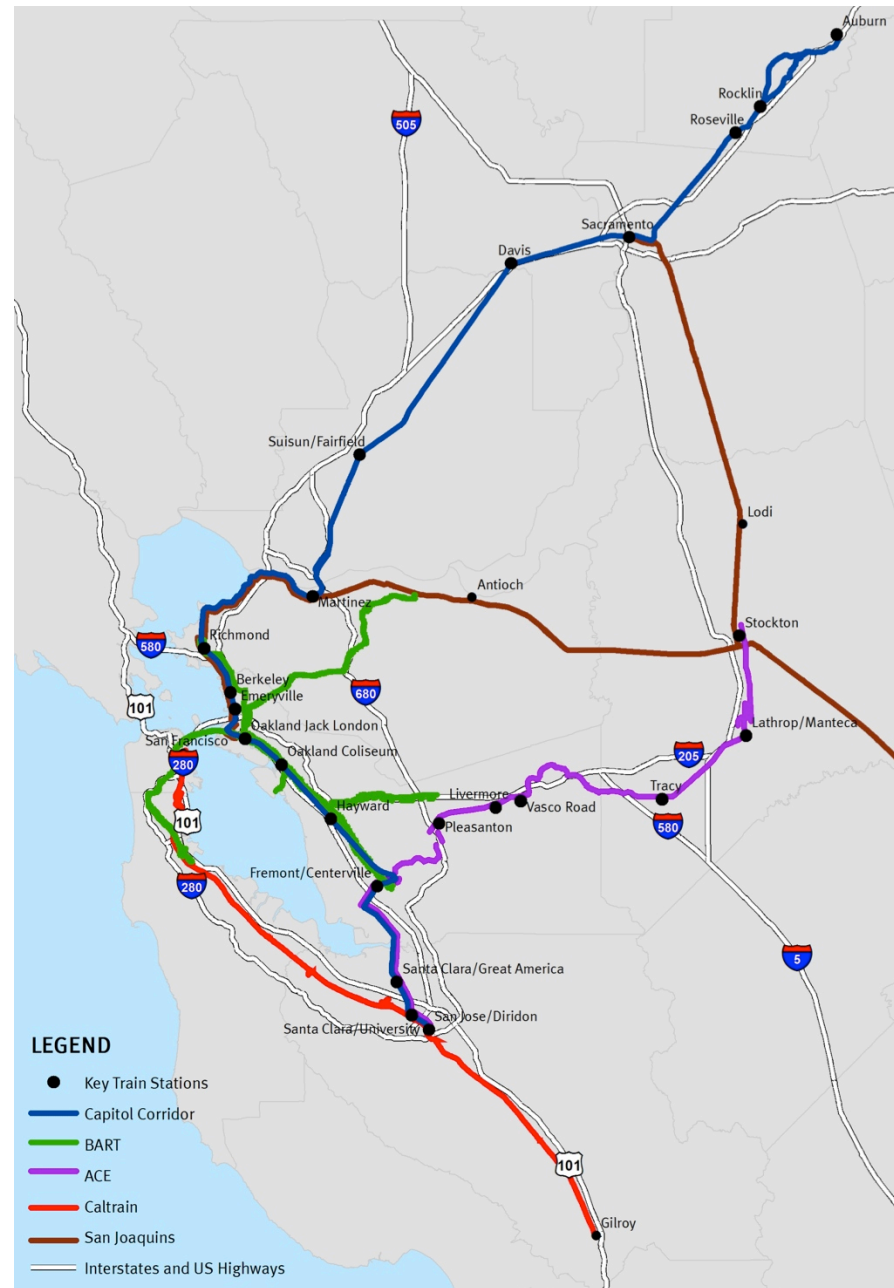 Auburn
Rocklin
Roseville
505
Sacramento
Davis
Suisun/Fairfield
Lodi
Antioch
Martinez
Stockton
Richmond
580
Berkeley
680
Emeryville
101
Oakland Jack London
Lathrop/Manteca
San Francisco
Oakland Coliseum
280
205
Livermore
Tracy
Vasco Road
Hayward
101
580
Pleasanton
Fremont/Centerville
280
5
Santa Clara/Great America
San Jose/Diridon
Santa Clara/University
LEGEND
Key Train Stations
Capitol Corridor
BART
ACE
101
Caltrain
Gilroy
San Joaquins
Interstates and US Highways